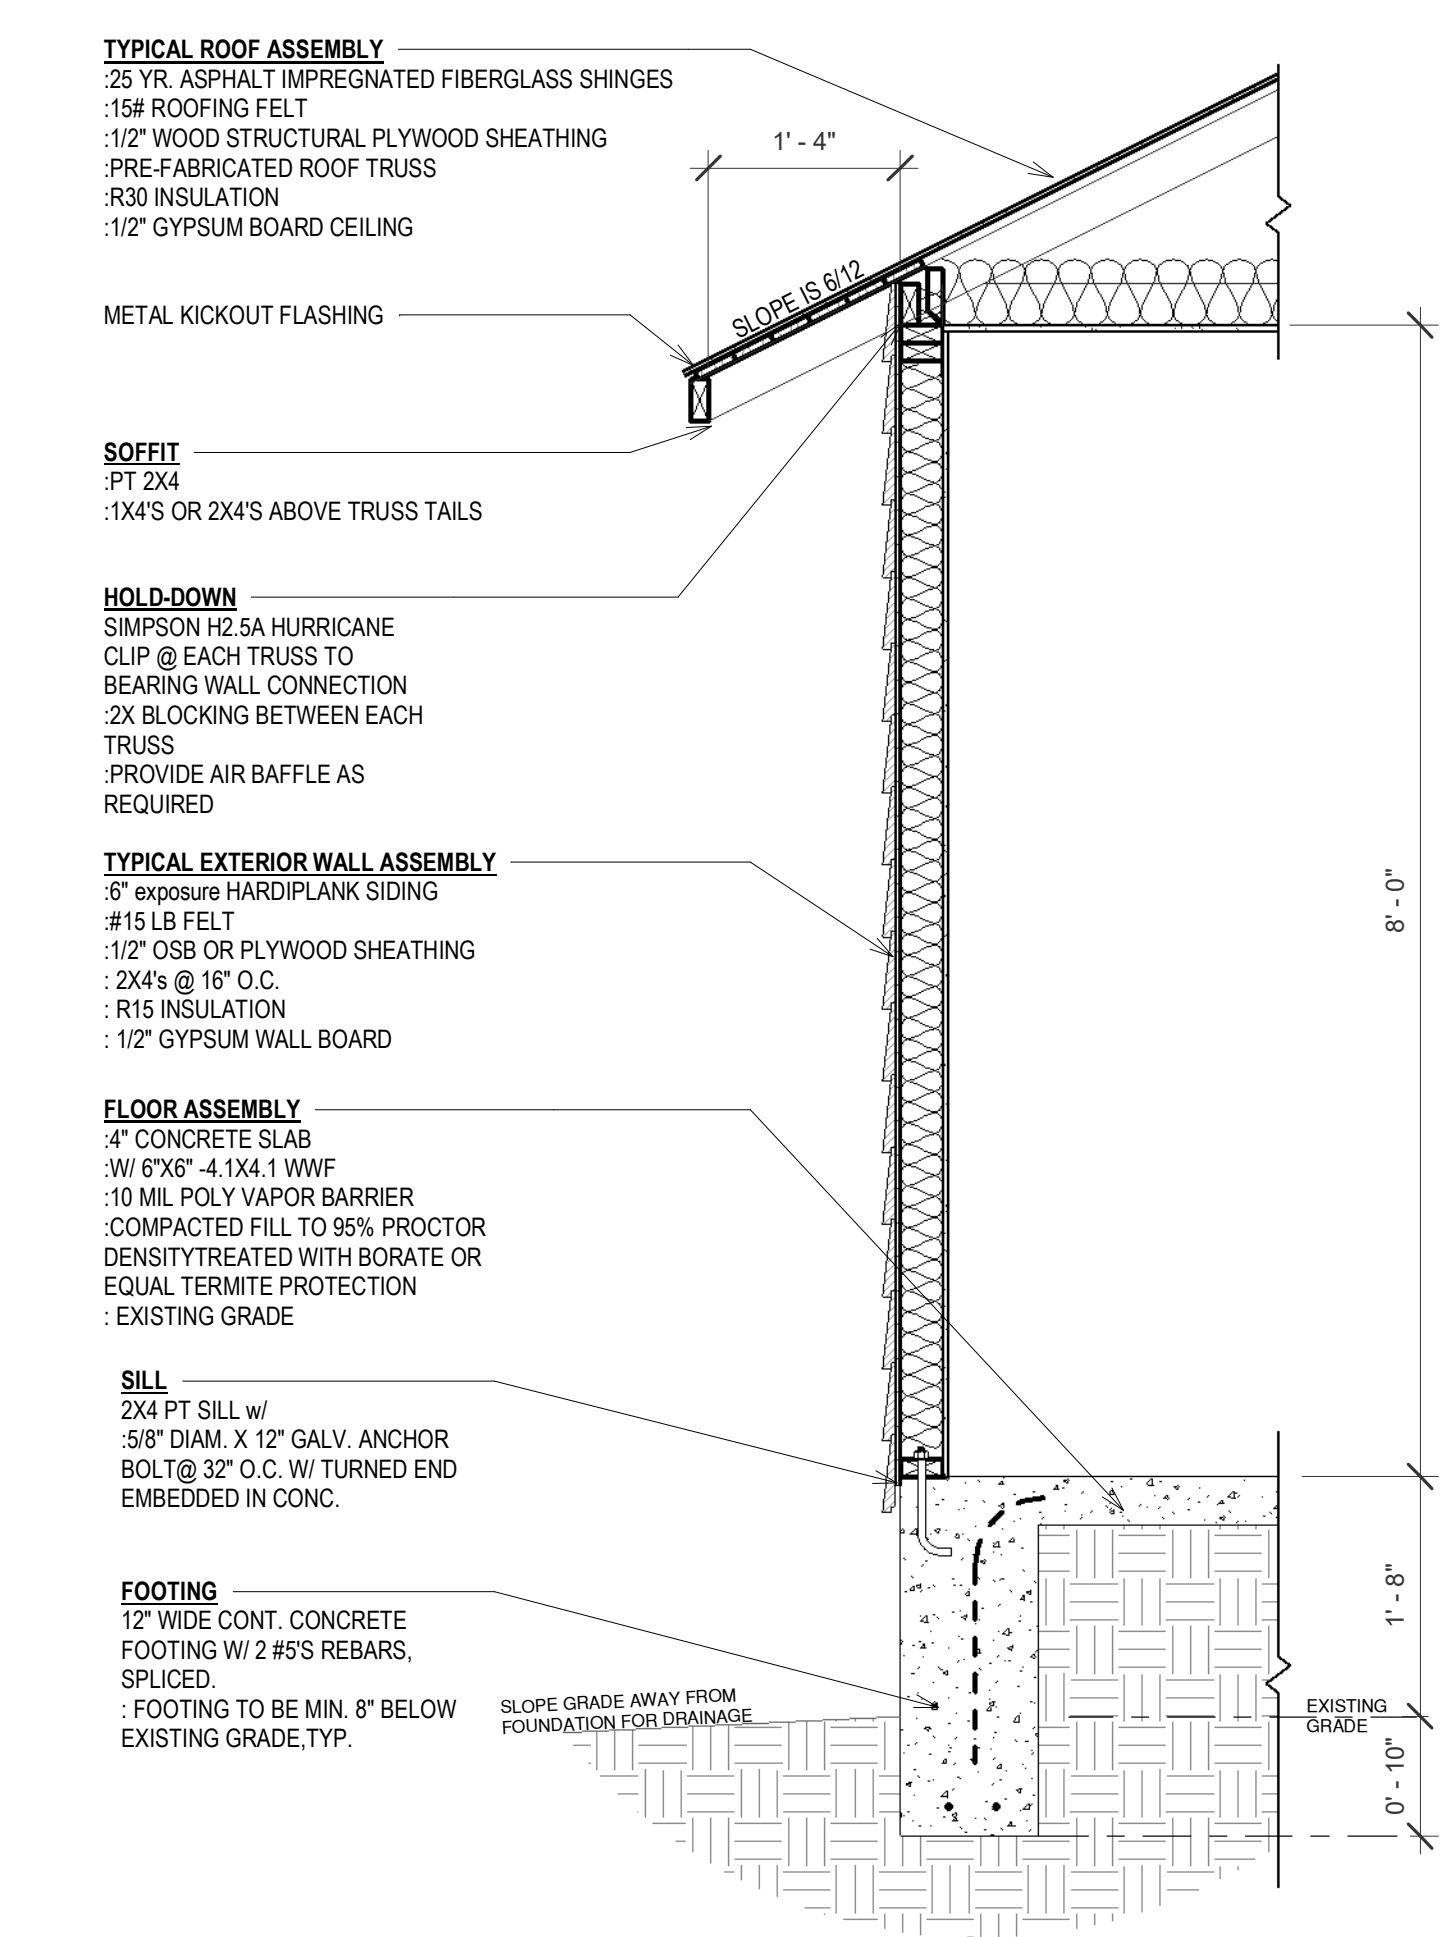 TYPICAL ROOF ASSEMBLY
:25 YR. ASPHALT IMPREGNATED FIBERGLASS SHINGES
:15# ROOFING FELT
:1/2" WOOD STRUCTURAL PLYWOOD SHEATHING
:PRE-FABRICATED ROOF TRUSS
:R30 INSULATION
:1/2" GYPSUM BOARD CEILING
1' - 4"
SLOPE IS 6/12
METAL KICKOUT FLASHING
SOFFIT
:PT 2X4
:1X4'S OR 2X4'S ABOVE TRUSS TAILS
HOLD-DOWN
SIMPSON H2.5A HURRICANE
CLIP @ EACH TRUSS TO
BEARING WALL CONNECTION
:2X BLOCKING BETWEEN EACH
TRUSS
:PROVIDE AIR BAFFLE AS
REQUIRED
TYPICAL EXTERIOR WALL ASSEMBLY
:6" exposure HARDIPLANK SIDING
:#15 LB FELT
:1/2" OSB OR PLYWOOD SHEATHING
: 2X4's @ 16" O.C.
: R15 INSULATION
: 1/2" GYPSUM WALL BOARD
8' - 0"
FLOOR ASSEMBLY
:4" CONCRETE SLAB
:W/ 6"X6" -4.1X4.1 WWF
:10 MIL POLY VAPOR BARRIER
:COMPACTED FILL TO 95% PROCTOR
DENSITYTREATED WITH BORATE OR
EQUAL TERMITE PROTECTION
: EXISTING GRADE
SILL
2X4 PT SILL w/
:5/8" DIAM. X 12" GALV. ANCHOR
BOLT@ 32" O.C. W/ TURNED END
EMBEDDED IN CONC.
FOOTING
12" WIDE CONT. CONCRETE
FOOTING W/ 2 #5'S REBARS,
SPLICED.
: FOOTING TO BE MIN. 8" BELOW
EXISTING GRADE,TYP.
SLOPE GRADE AWAY FROM
FOUNDATION FOR DRAINAGE
1' - 8"
EXISTING
GRADE
0' - 10"